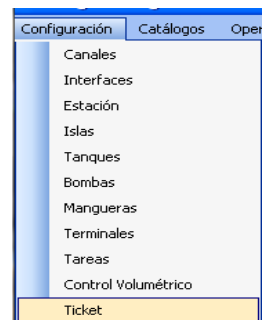 Configuración Catálogos Oper
Canales
Interfaces
Estación
Islas
Tanques
Bombas
Mangueras
Terminales
Tareas
Control Volumétrico
Ticket